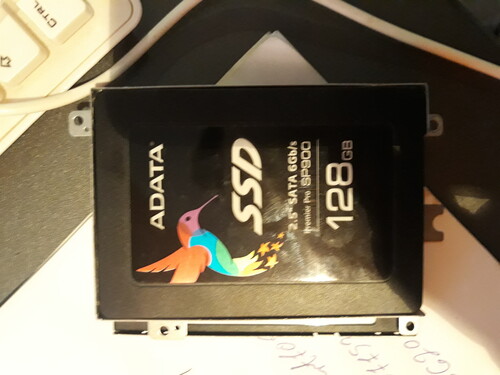 ADATA
SSD
2.5" SATA 6Gb/s
Premier Pro SP900
128GB
CTRL